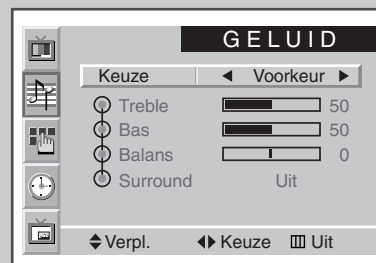 GELUID
Keuze ◀ Voorkeur ▶
Treble 50
Bas 50
Balans 0
Surround Uit
Verpl. Keuze Uit